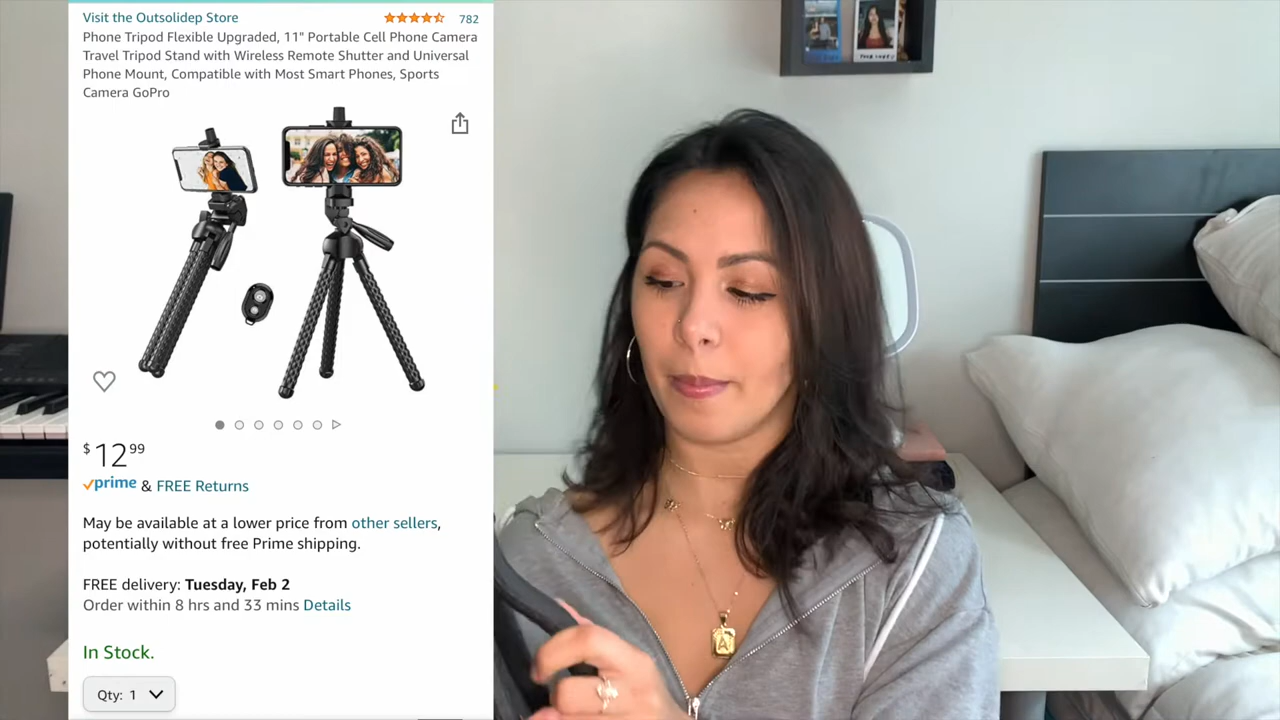 Visit the Outsolidep Store
782
Phone Tripod Flexible Upgraded, 11" Portable Cell Phone Camera
Travel Tripod Stand with Wireless Remote Shutter and Universal
Phone Mount, Compatible with Most Smart Phones, Sports
Camera GoPro
$12.99
prime & FREE Returns
May be available at a lower price from other sellers,
potentially without free Prime shipping.
FREE delivery: Tuesday, Feb 2
Order within 8 hrs and 33 mins Details
In Stock.
Qty: 1
A